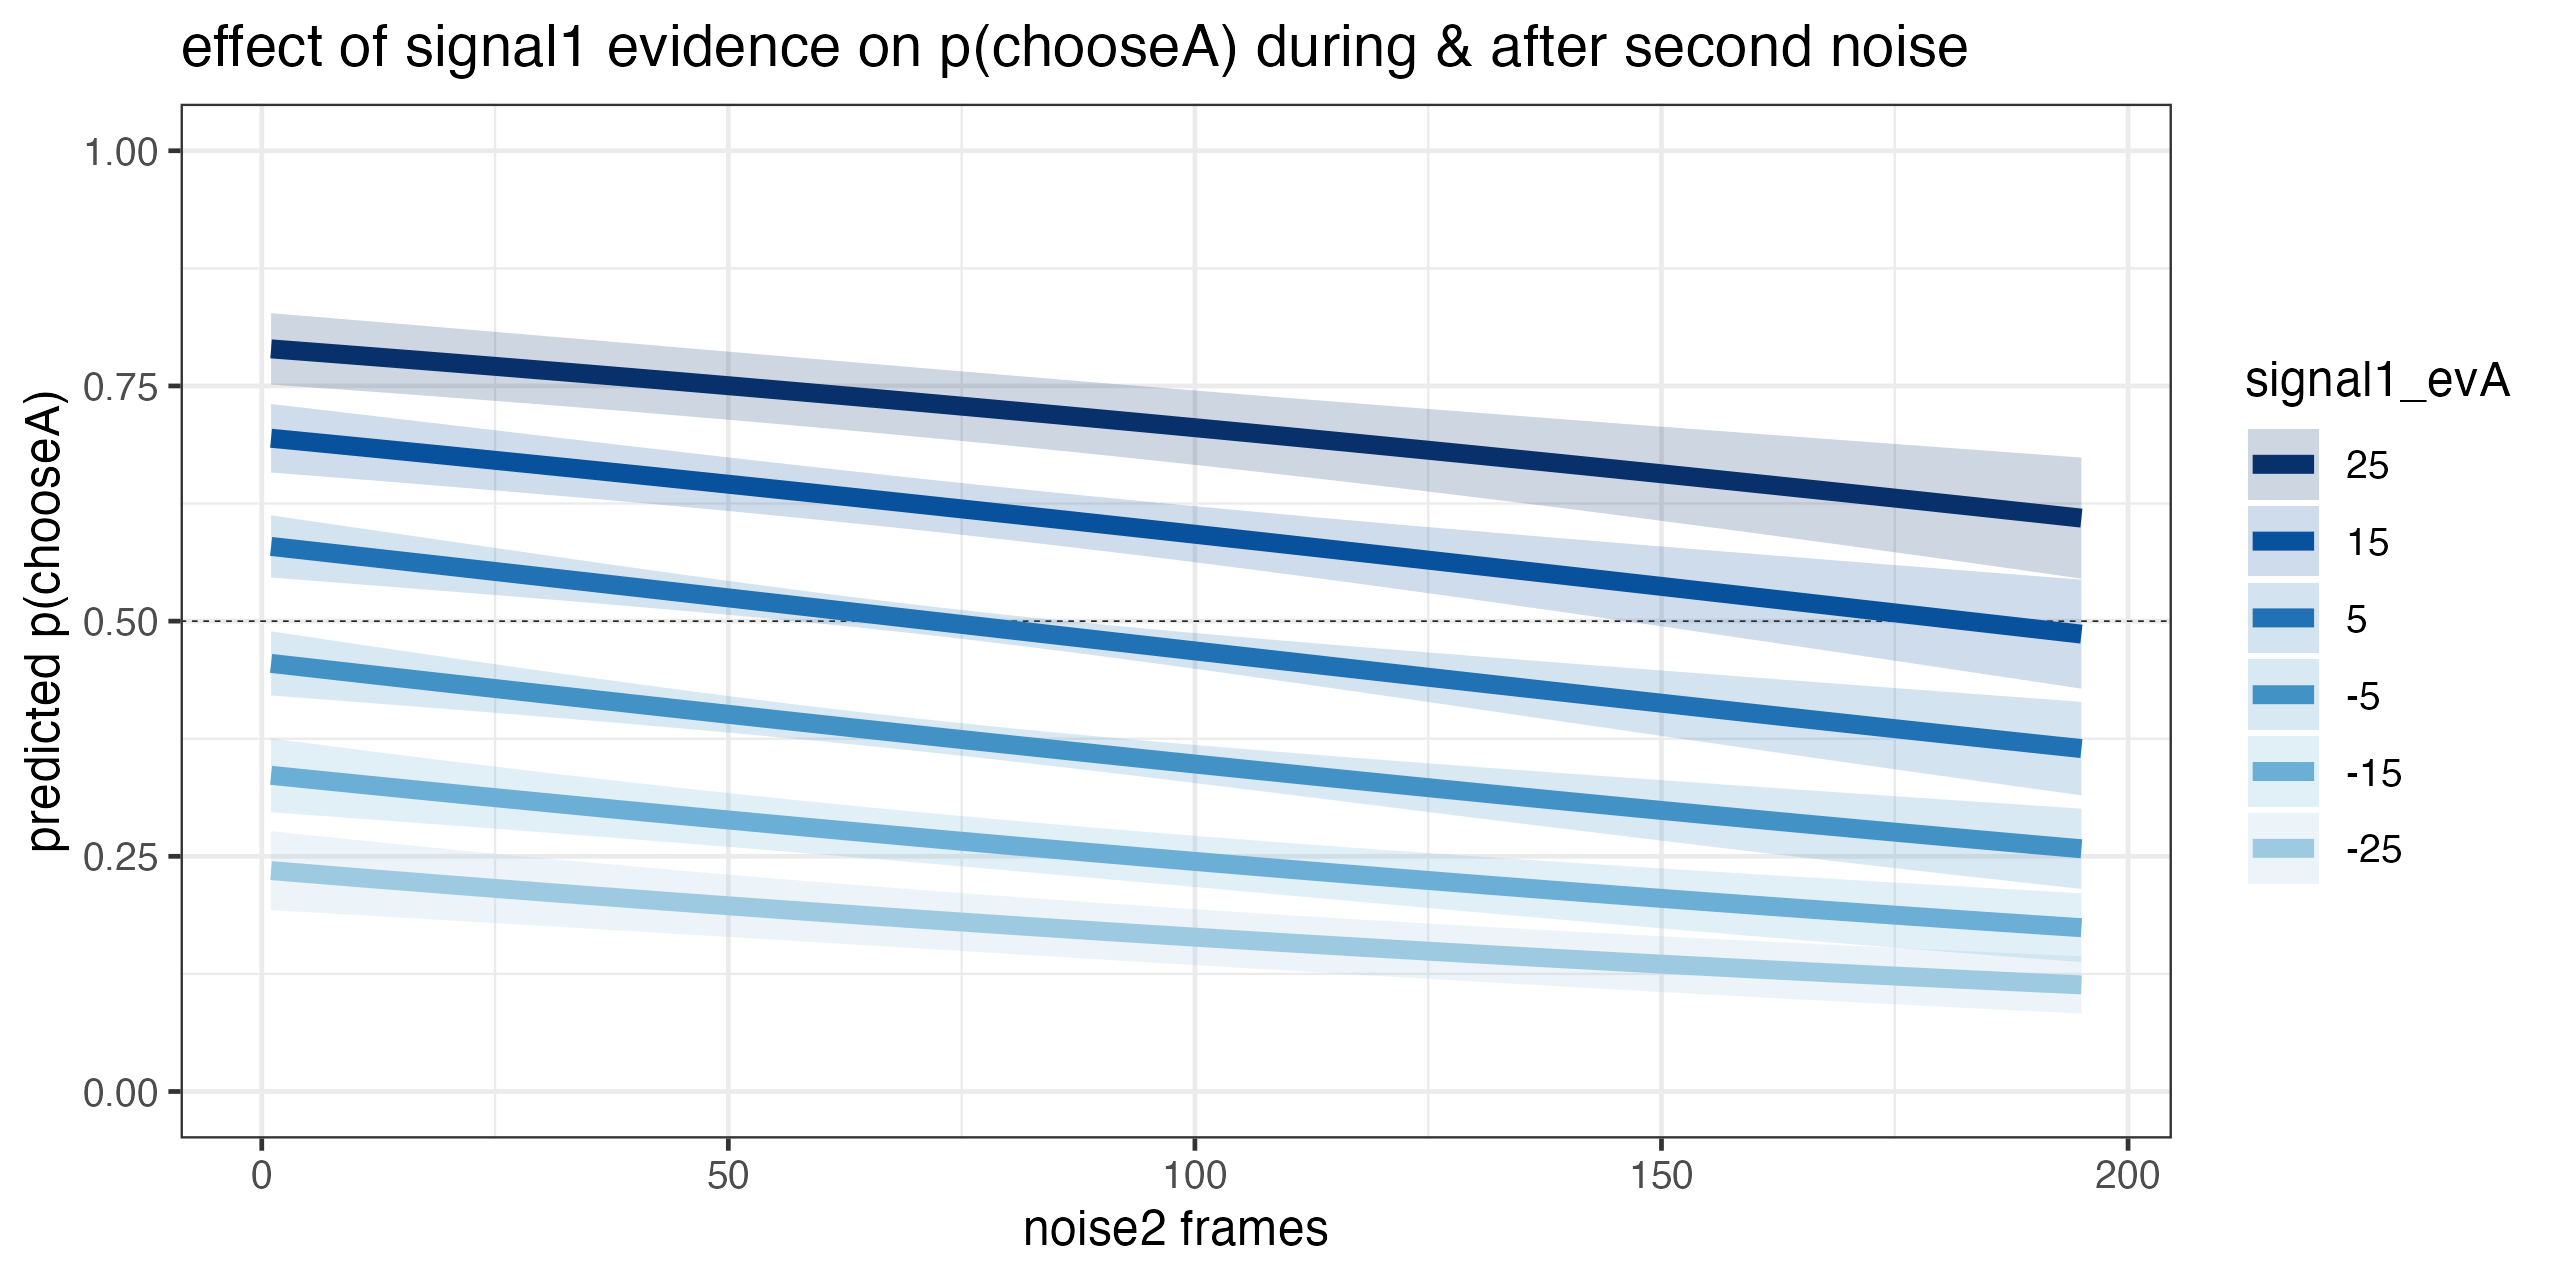 effect of signal1 evidence on p(chooseA) during & after second noise
predicted p(chooseA)
1.00
0.75
0.50
0.25
0.00
0 50 100 150 200
noise2 frames
signal1_evA
25
15
5
-5
-15
-25